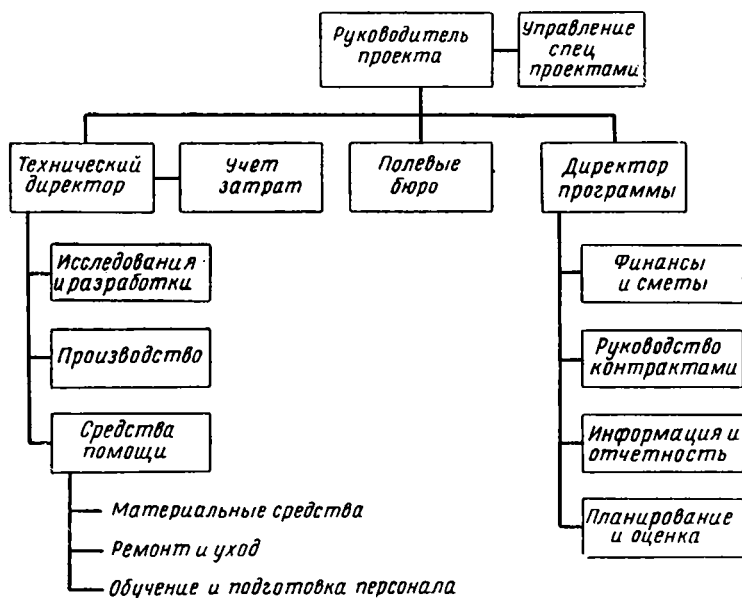 Руководитель
проекта
Управление
спец
проектами
Технический
директор
Учет
затрат
Полевые
бюро
Директор
программы
Исследования
и разработки
Производство
Средства
помощи
Материальные средства
Ремонт и уход
Обучение и подготовка персонала
Финансы
и сметы
Руководство
контрактами
Информация и
отчетность
Планирование
и оценка